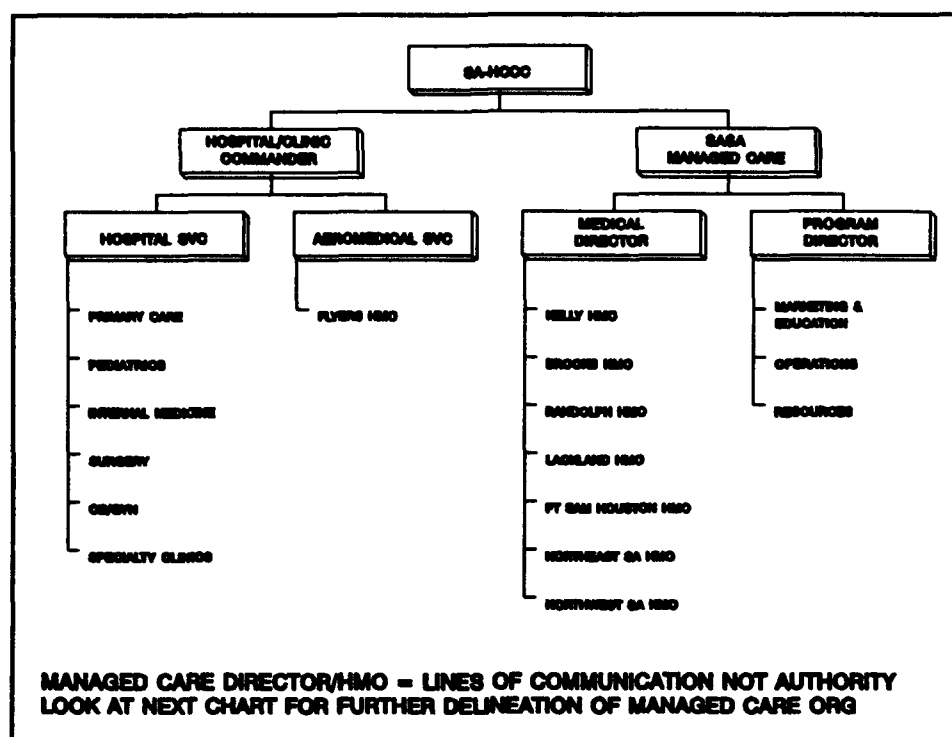 SA-HCCC
HOSPITAL/CLINIC
COMMANDER
SASA
MANAGED CARE
HOSPITAL SVC
AEROMEDICAL SVC
MEDICAL
DIRECTOR
PROGRAM
DIRECTOR
PRIMARY CARE
PEDIATRICS
INTERNAL MEDICINE
SURGERY
OB/GYN
SPECIALTY CLINICS
FLYERS HMO
KELLY HMO
BROOKS HMO
RANDOLPH HMO
LACKLAND HMO
FT SAM HOUSTON HMO
NORTHEAST SA HMO
NORTHWEST SA HMO
MARKETING &
EDUCATION
OPERATIONS
RESOURCES
MANAGED CARE DIRECTOR/HMO = LINES OF COMMUNICATION NOT AUTHORITY
LOOK AT NEXT CHART FOR FURTHER DELINEATION OF MANAGED CARE ORG